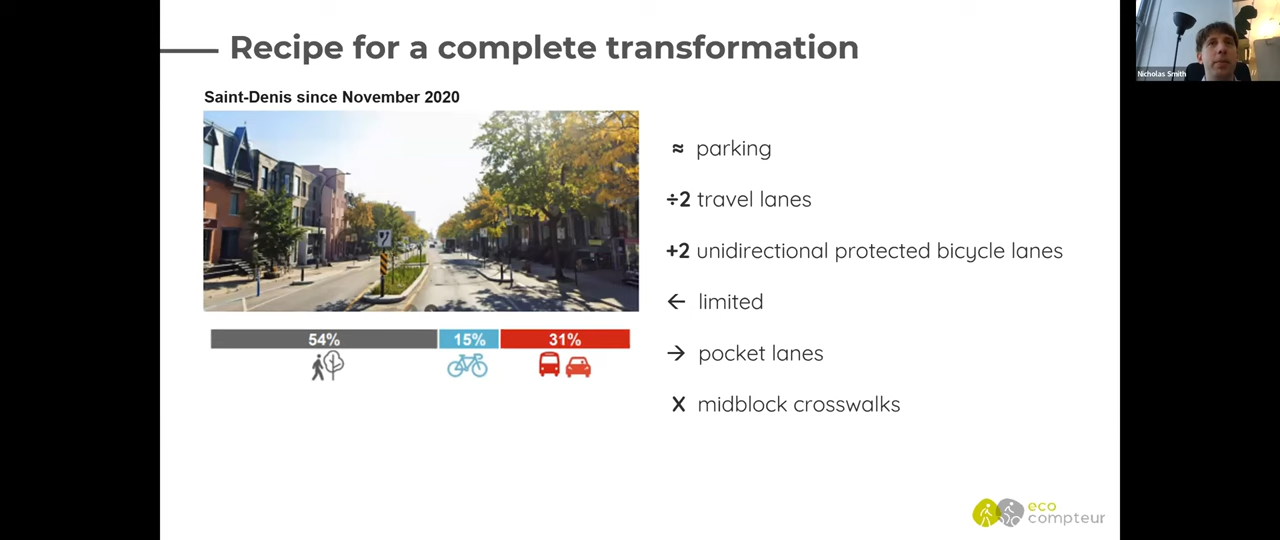 Recipe for a complete transformation
Nicholas Smith
Saint-Denis since November 2020
≈ parking
÷2 travel lanes
+2 unidirectional protected bicycle lanes
← limited
→ pocket lanes
X midblock crosswalks
54% 15% 31%
eco
compteur